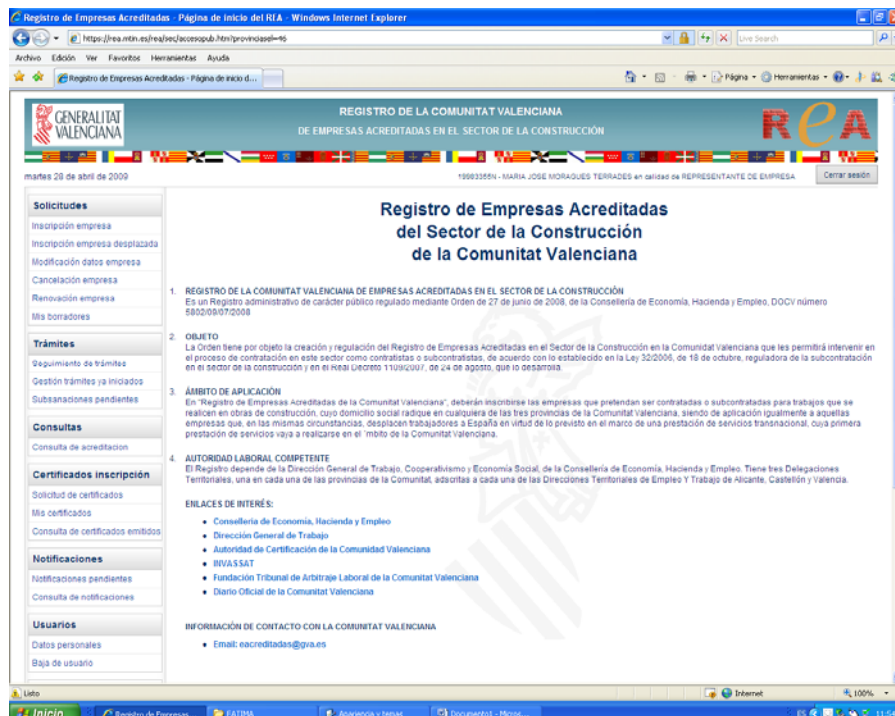 Registro de Empresas Acreditadas - Página de inicio del REA - Windows Internet Explorer
https://rea.mtin.es/rea/sec/accesopub.htm?provinciasel=46
Live Search
Archivo Edición Ver Favoritos Herramientas Ayuda
Registro de Empresas Acreditadas - Página de inicio d...
Página Herramientas
GENERALITAT
VALENCIANA
REGISTRO DE LA COMUNITAT VALENCIANA
DE EMPRESAS ACREDITADAS EN EL SECTOR DE LA CONSTRUCCIÓN
ReA
martes 28 de abril de 2009
MARIA JOSE MORAGUES TERRADES en calidad de REPRESENTANTE DE EMPRESA
Cerrar sesión
Solicitudes
Inscripción empresa
Inscripción empresa desplazada
Modificación datos empresa
Cancelación empresa
Renovación empresa
Mis borradores
Trámites
Seguimiento de trámites
Gestión trámites ya iniciados
Subsanaciones pendientes
Consultas
Consulta de acreditacion
Certificados inscripción
Solicitud de certificados
Mis certificados
Consulta de certificados emitidos
Notificaciones
Notificaciones pendientes
Consulta de notificaciones
Usuarios
Datos personales
Baja de usuario
Registro de Empresas Acreditadas
del Sector de la Construcción
de la Comunitat Valenciana
1. REGISTRO DE LA COMUNITAT VALENCIANA DE EMPRESAS ACREDITADAS EN EL SECTOR DE LA CONSTRUCCIÓN
Es un Registro administrativo de carácter público regulado mediante Orden de 27 de junio de 2008, de la Consellería de Economía, Hacienda y Empleo, DOCV número
5802/09/07/2008
2. OBJETO
La Orden tiene por objeto la creación y regulación del Registro de Empresas Acreditadas en el Sector de la Construcción en la Comunidad Valenciana que les permitirá intervenir en
el proceso de contratación en este sector como contratistas o subcontratistas, de acuerdo con lo establecido en la Ley 32/2006, de 18 de octubre, reguladora de la subcontratación
en el sector de la construcción y en el Real Decreto 1109/2007, de 24 de agosto, que lo desarrolla.
3. ÁMBITO DE APLICACIÓN
En "Registro de Empresas Acreditadas de la Comunitat Valenciana", deberán inscribirse las empresas que pretendan ser contratadas o subcontratadas para trabajos que se
realicen en obras de construcción, cuyo domicilio social radique en cualquiera de las tres provincias de la Comunitat Valenciana, siendo de aplicación igualmente a aquellas
empresas que, en las mismas circunstancias, desplacen trabajadores a España en virtud de lo previsto en el marco de una prestación de servicios transnacional, cuya primera
prestación de servicios vaya a realizarse en el ´mbito de la Comunitat Valenciana.
4. AUTORIDAD LABORAL COMPETENTE
El Registro depende de la Dirección General de Trabajo, Cooperativismo y Economía Social, de la Consellería de Economía, Hacienda y Empleo. Tiene tres Delegaciones
Territoriales, una en cada una de las provincias de la Comunitat, adscritas a cada una de las Direcciones Territoriales de Empleo Y Trabajo de Alicante, Castellón y Valencia.
ENLACES DE INTERÉS:
Conselleria de Economía, Hacienda y Empleo
Dirección General de Trabajo
Autoridad de Certificación de la Comunidad Valenciana
INVASSAT
Fundación Tribunal de Arbitraje Laboral de la Comunitat Valenciana
Diario Oficial de la Comunitat Valenciana
INFORMACIÓN DE CONTACTO CON LA COMUNITAT VALENCIANA
Email: eacreditadas@gva.es
Listo
Internet
100%
Inicio
Registro de Empresas
FATIMA
Apariencia y temas
Documento1 - Micros...
ES
11:54